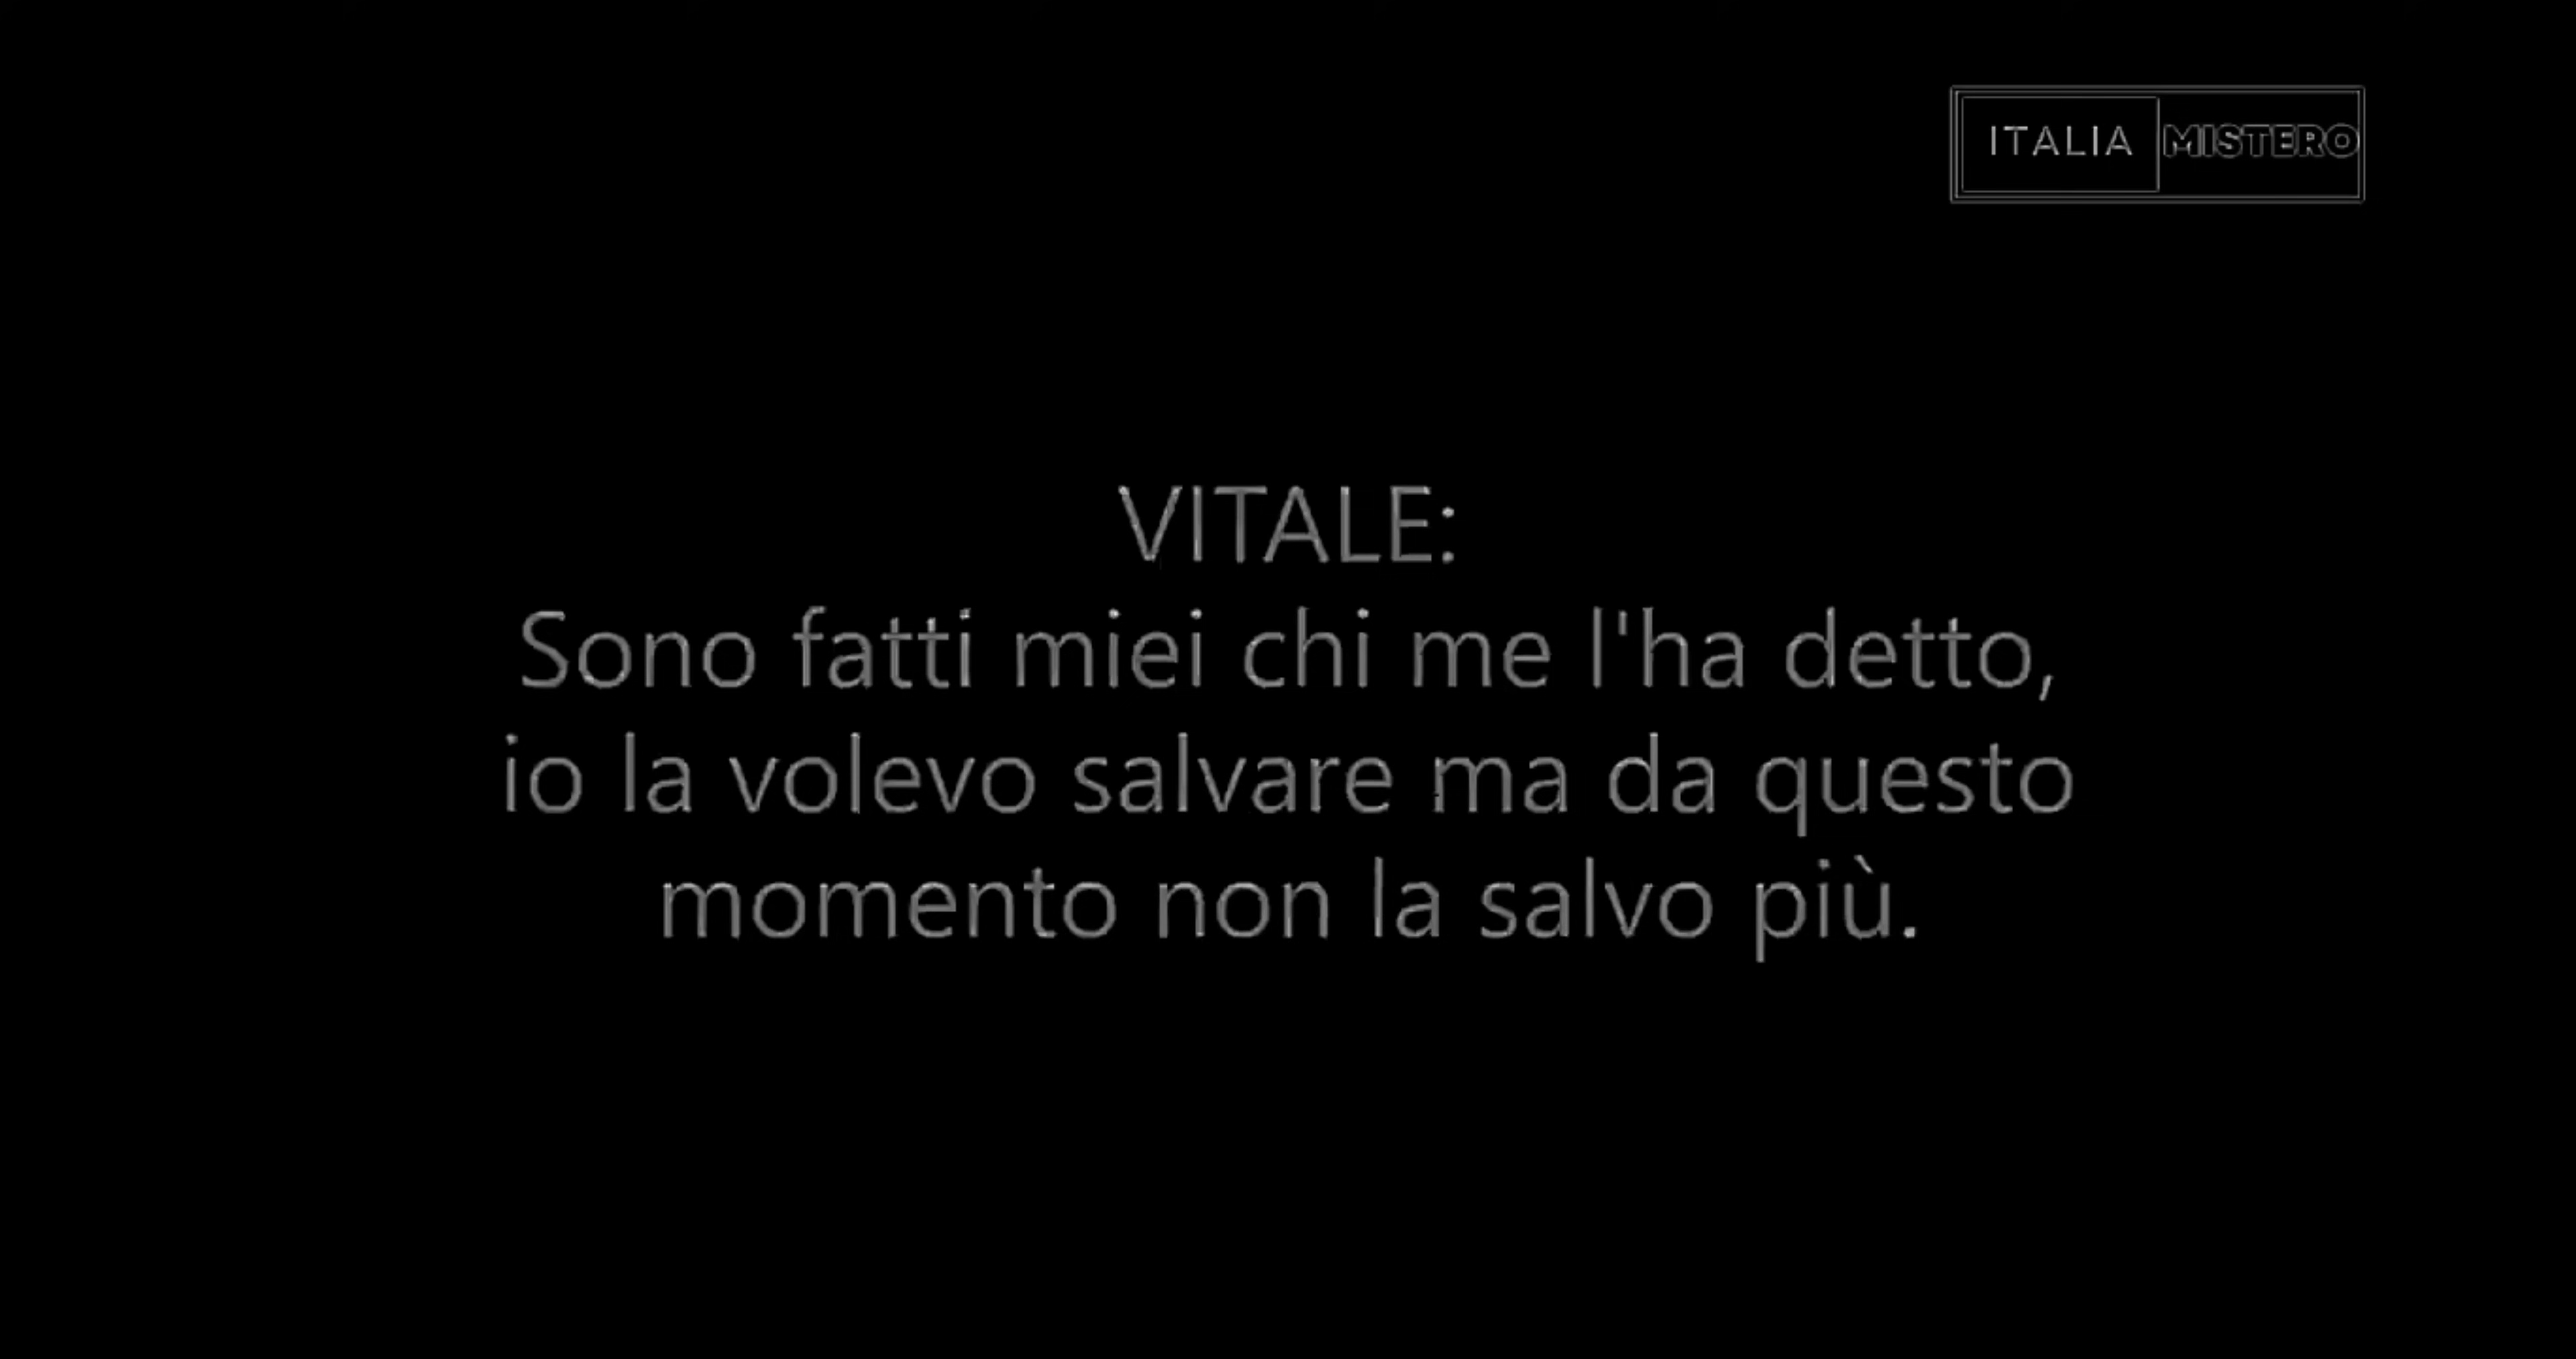 ITALIA MISTERO
VITALE:
Sono fatti miei chi me l'ha detto,
io la volevo salvare ma da questo
momento non la salvo più.